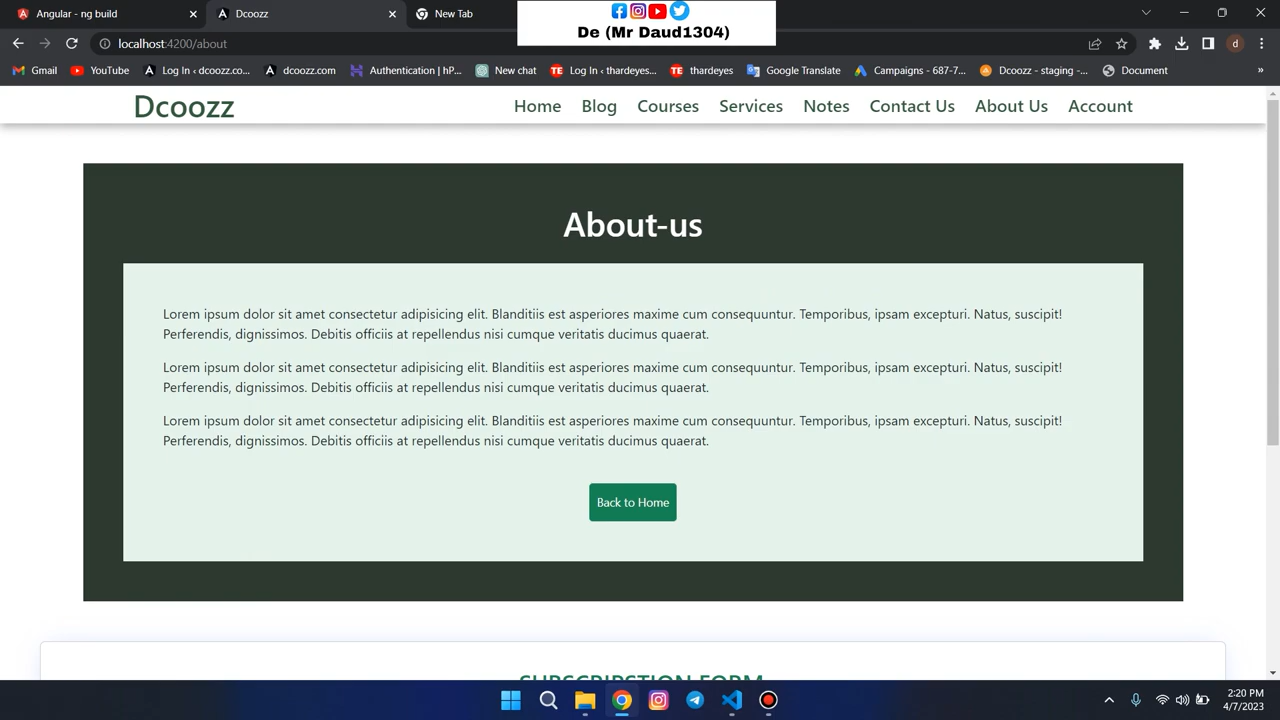 Angular - ng build
Dcoozz
New Tab
De (Mr Daud1304)
localhost:4200/about
d
Gmail
YouTube
Log In ‹ dcoozz.co...
dcoozz.com
Authentication | hP...
New chat
Log In ‹ thardeyes...
thardeyes
Google Translate
Campaigns - 687-7...
Dcoozz - staging -...
Document
Dcoozz
Home Blog Courses Services Notes Contact Us About Us Account
About-us
Lorem ipsum dolor sit amet consectetur adipisicing elit. Blanditiis est asperiores maxime cum consequuntur. Temporibus, ipsam excepturi. Natus, suscipit!
Perferendis, dignissimos. Debitis officiis at repellendus nisi cumque veritatis ducimus quaerat.
Lorem ipsum dolor sit amet consectetur adipisicing elit. Blanditiis est asperiores maxime cum consequuntur. Temporibus, ipsam excepturi. Natus, suscipit!
Perferendis, dignissimos. Debitis officiis at repellendus nisi cumque veritatis ducimus quaerat.
Lorem ipsum dolor sit amet consectetur adipisicing elit. Blanditiis est asperiores maxime cum consequuntur. Temporibus, ipsam excepturi. Natus, suscipit!
Perferendis, dignissimos. Debitis officiis at repellendus nisi cumque veritatis ducimus quaerat.
Back to Home
SUBSCRIPSTION FORM
2:20 PM
4/7/2023